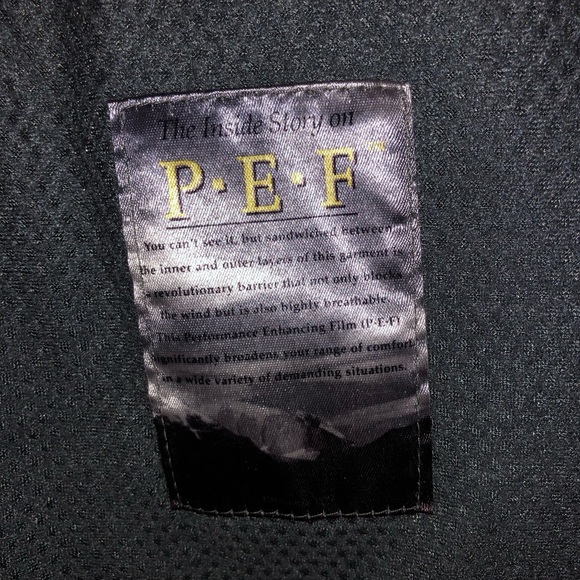 The Inside Story on
P·E·F™
You can't see it, but sandwiched between
the inner and outer layers of this garment is
a revolutionary barrier that not only blocks
the wind but is also highly breathable.
This Performance Enhancing Film (P·E·F)
significantly broadens your range of comfort
in a wide variety of demanding situations.